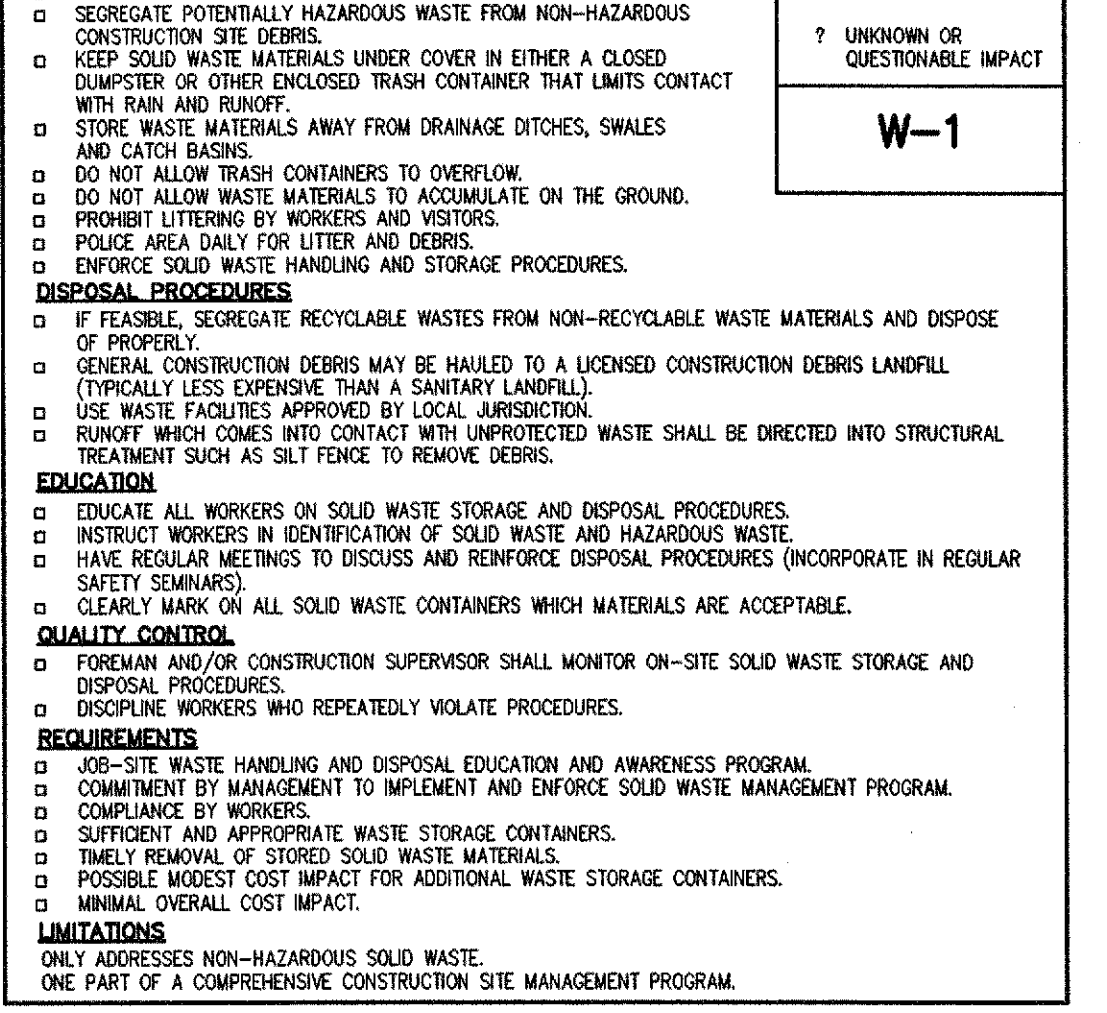 SEGREGATE POTENTIALLY HAZARDOUS WASTE FROM NON-HAZARDOUS
CONSTRUCTION SITE DEBRIS.
KEEP SOLID WASTE MATERIALS UNDER COVER IN EITHER A CLOSED
DUMPSTER OR OTHER ENCLOSED TRASH CONTAINER THAT LIMITS CONTACT
WITH RAIN AND RUNOFF.
STORE WASTE MATERIALS AWAY FROM DRAINAGE DITCHES, SWALES
AND CATCH BASINS.
DO NOT ALLOW TRASH CONTAINERS TO OVERFLOW.
DO NOT ALLOW WASTE MATERIALS TO ACCUMULATE ON THE GROUND.
PROHIBIT LITTERING BY WORKERS AND VISITORS.
POLICE AREA DAILY FOR LITTER AND DEBRIS.
ENFORCE SOLID WASTE HANDLING AND STORAGE PROCEDURES.
? UNKNOWN OR
QUESTIONABLE IMPACT
W-1
DISPOSAL PROCEDURES
IF FEASIBLE, SEGREGATE RECYCLABLE WASTES FROM NON-RECYCLABLE WASTE MATERIALS AND DISPOSE
OF PROPERLY.
GENERAL CONSTRUCTION DEBRIS MAY BE HAULED TO A LICENSED CONSTRUCTION DEBRIS LANDFILL
(TYPICALLY LESS EXPENSIVE THAN A SANITARY LANDFILL).
USE WASTE FACILITIES APPROVED BY LOCAL JURISDICTION.
RUNOFF WHICH COMES INTO CONTACT WITH UNPROTECTED WASTE SHALL BE DIRECTED INTO STRUCTURAL
TREATMENT SUCH AS SILT FENCE TO REMOVE DEBRIS.
EDUCATION
EDUCATE ALL WORKERS ON SOLID WASTE STORAGE AND DISPOSAL PROCEDURES.
INSTRUCT WORKERS IN IDENTIFICATION OF SOLID WASTE AND HAZARDOUS WASTE.
HAVE REGULAR MEETINGS TO DISCUSS AND REINFORCE DISPOSAL PROCEDURES (INCORPORATE IN REGULAR
SAFETY SEMINARS).
CLEARLY MARK ON ALL SOLID WASTE CONTAINERS WHICH MATERIALS ARE ACCEPTABLE.
QUALITY CONTROL
FOREMAN AND/OR CONSTRUCTION SUPERVISOR SHALL MONITOR ON-SITE SOLID WASTE STORAGE AND
DISPOSAL PROCEDURES.
DISCIPLINE WORKERS WHO REPEATEDLY VIOLATE PROCEDURES.
REQUIREMENTS
JOB-SITE WASTE HANDLING AND DISPOSAL EDUCATION AND AWARENESS PROGRAM.
COMMITMENT BY MANAGEMENT TO IMPLEMENT AND ENFORCE SOLID WASTE MANAGEMENT PROGRAM.
COMPLIANCE BY WORKERS.
SUFFICIENT AND APPROPRIATE WASTE STORAGE CONTAINERS.
TIMELY REMOVAL OF STORED SOLID WASTE MATERIALS.
POSSIBLE MODEST COST IMPACT FOR ADDITIONAL WASTE STORAGE CONTAINERS.
MINIMAL OVERALL COST IMPACT.
LIMITATIONS
ONLY ADDRESSES NON-HAZARDOUS SOLID WASTE.
ONE PART OF A COMPREHENSIVE CONSTRUCTION SITE MANAGEMENT PROGRAM.